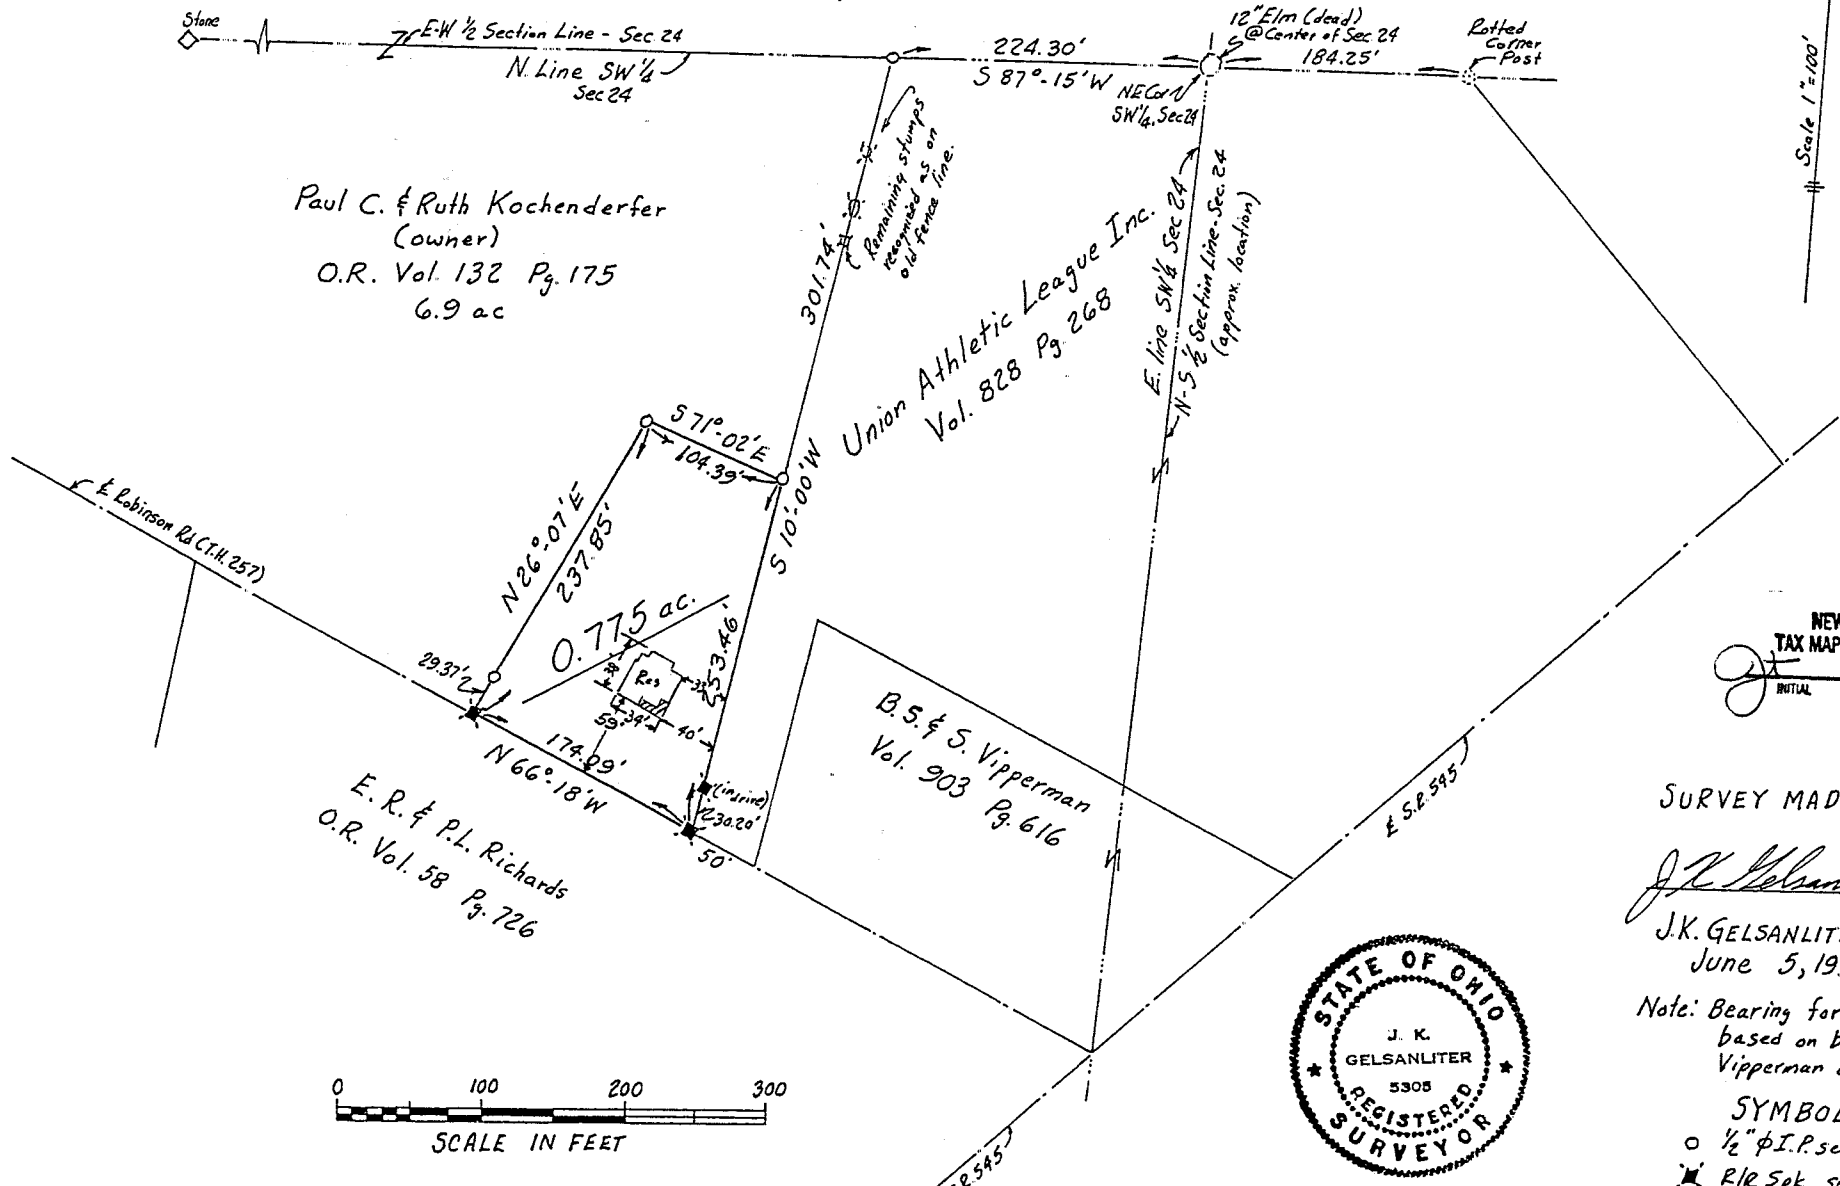 Stone
E-W ½ Section Line - Sec 24
N. Line SW ¼
Sec 24
224.30'
S 87°-15' W
12" Elm (dead)
@ Center of Sec 24
184.25'
Rotted
Corner
Post
NE Cor
SW ¼, Sec 24
Scale 1"=100'
Remaining stumps
recognized as on
old fence line.
301.74'
Paul C. & Ruth Kochenderfer
(owner)
O.R. Vol. 132 Pg. 175
6.9 ac
Union Athletic League Inc.
Vol. 828 Pg. 268
E. line SW ¼ Sec 24
N-S ½ Section Line - Sec. 24
(approx. location)
S 71°-02' E
104.39'
S 10°-00' W
N 26°-07' E
237.85'
℄ Robinson Rd (T.H. 257)
0.775 ac.
253.46'
Res
34'
59'
40'
29.37'
174.09'
N 66°-18' W
(in drive)
30.20'
50'
E. R. & P.L. Richards
O.R. Vol. 58 Pg. 726
B.S. & S. Vipperman
Vol. 903 Pg. 616
℄ S.R. 545
NEW
TAX MAP
INITIAL
SURVEY MAD
J.K. GELSANLIT
June 5, 19
Note: Bearing for
based on b
Vipperman
SYMBOL
½" φ I.P. se
R/R Spk. s
STATE OF OHIO
J. K.
GELSANLITER
5305
REGISTERED
SURVEYOR
0 100 200 300
SCALE IN FEET
S.R. 545